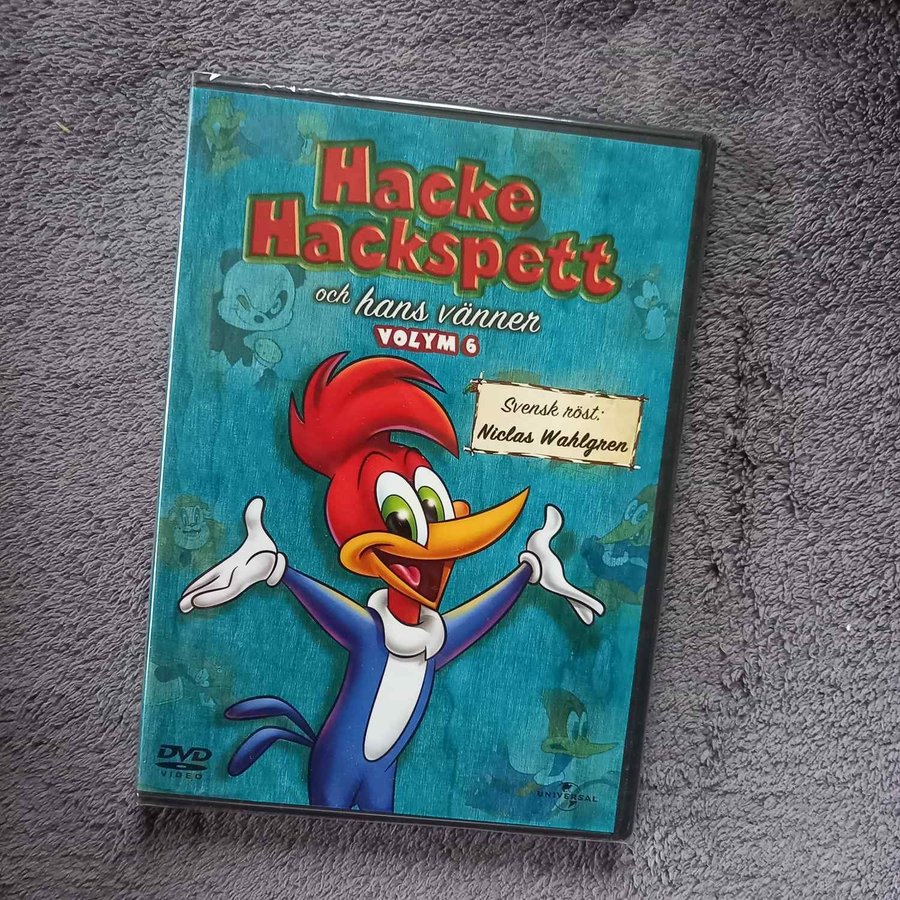 Hacke
Hackspett
och hans vänner
VOLYM 6
Svensk röst:
Niclas Wahlgren
DVD
VIDEO
UNIVERSAL